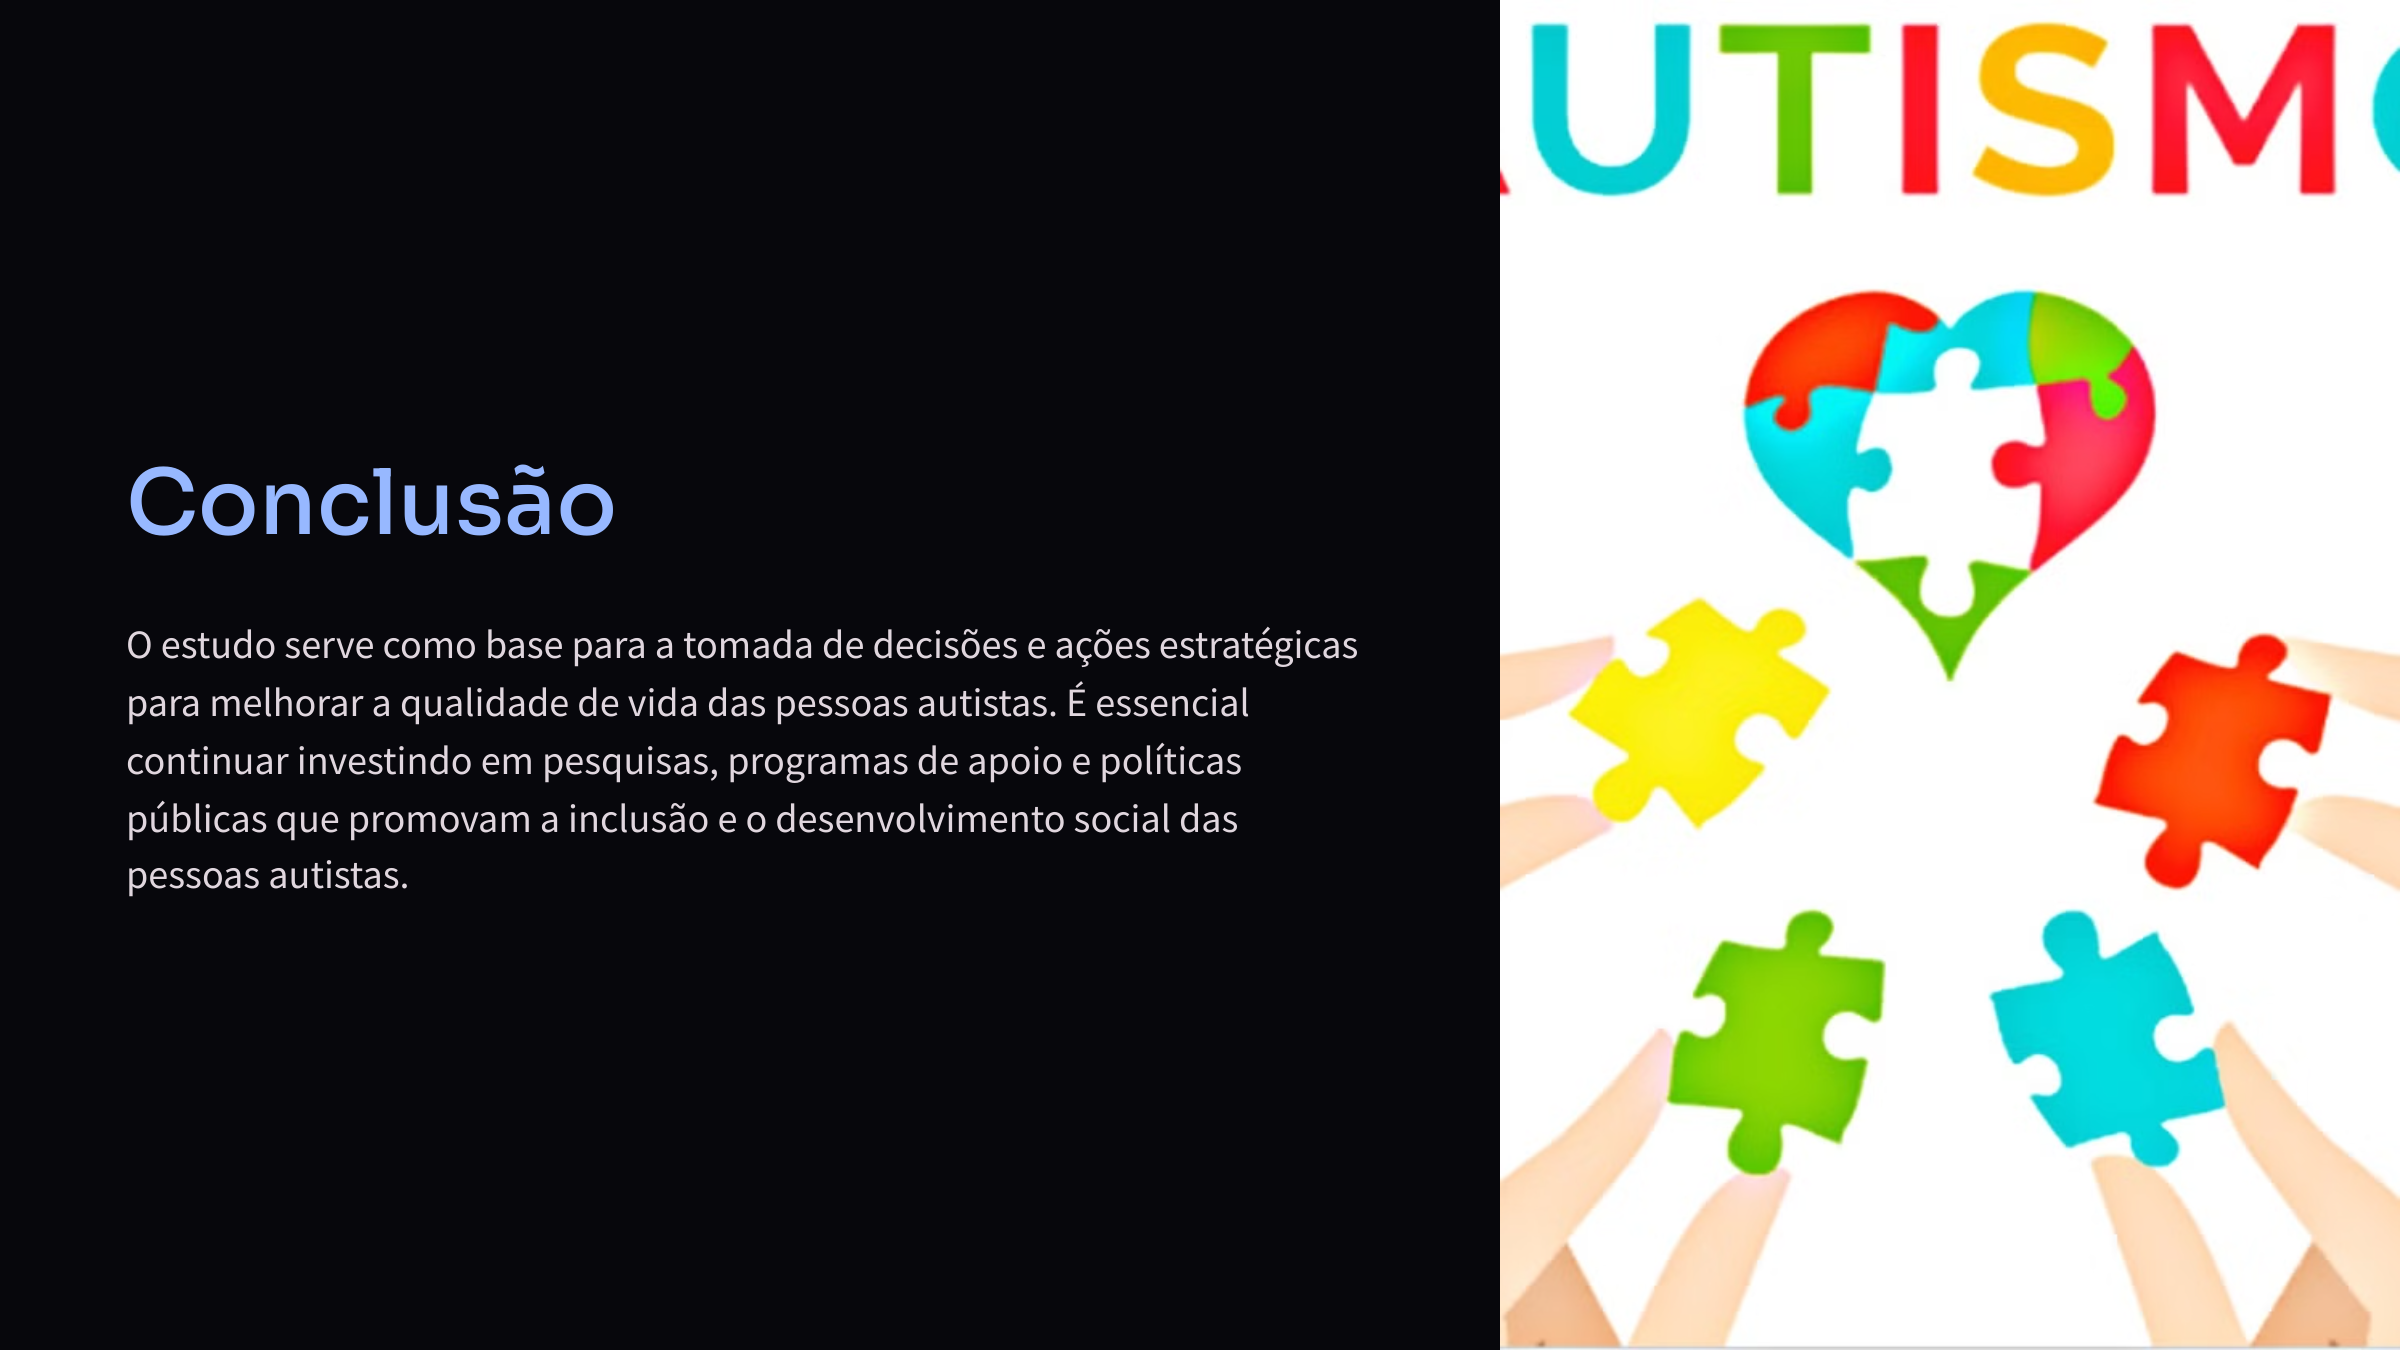 AUTISMO
Conclusão
O estudo serve como base para a tomada de decisões e ações estratégicas
para melhorar a qualidade de vida das pessoas autistas. É essencial
continuar investindo em pesquisas, programas de apoio e políticas
públicas que promovam a inclusão e o desenvolvimento social das
pessoas autistas.